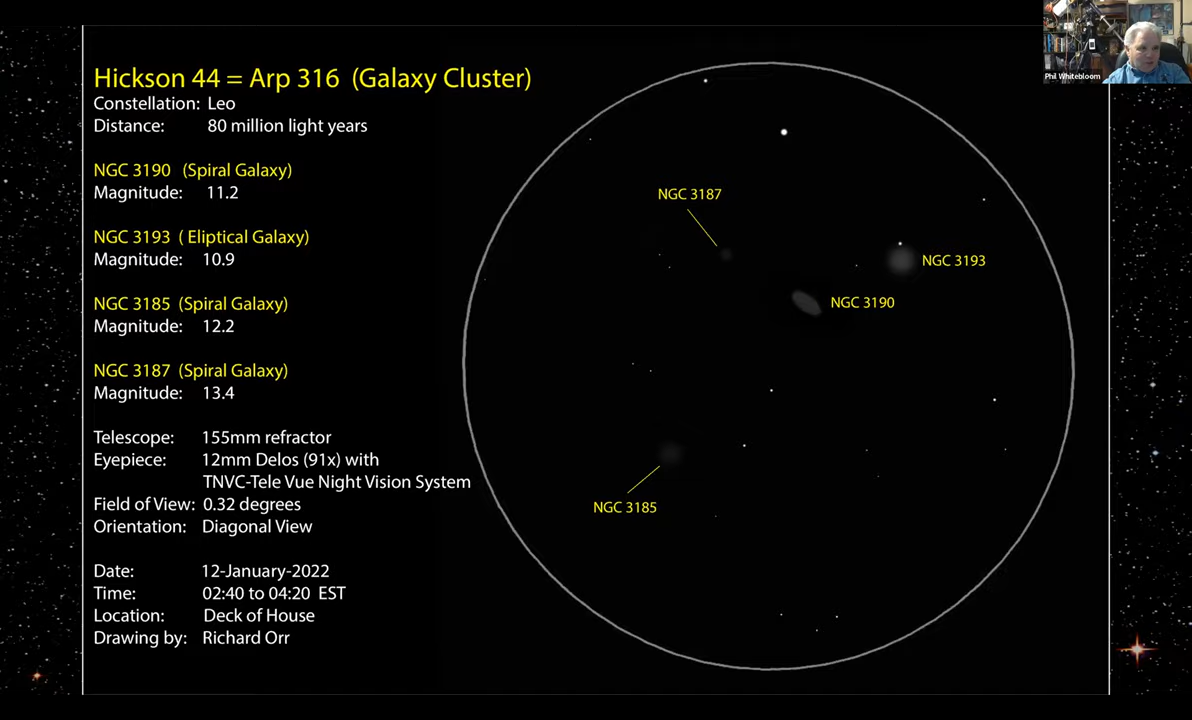 Hickson 44 = Arp 316 (Galaxy Cluster)
Constellation: Leo
Distance: 80 million light years
NGC 3190 (Spiral Galaxy)
Magnitude: 11.2
NGC 3193 ( Eliptical Galaxy)
Magnitude: 10.9
NGC 3185 (Spiral Galaxy)
Magnitude: 12.2
NGC 3187 (Spiral Galaxy)
Magnitude: 13.4
Telescope: 155mm refractor
Eyepiece: 12mm Delos (91x) with
TNVC-Tele Vue Night Vision System
Field of View: 0.32 degrees
Orientation: Diagonal View
Date: 12-January-2022
Time: 02:40 to 04:20 EST
Location: Deck of House
Drawing by: Richard Orr
NGC 3187
NGC 3193
NGC 3190
NGC 3185
Phil Whitebloom